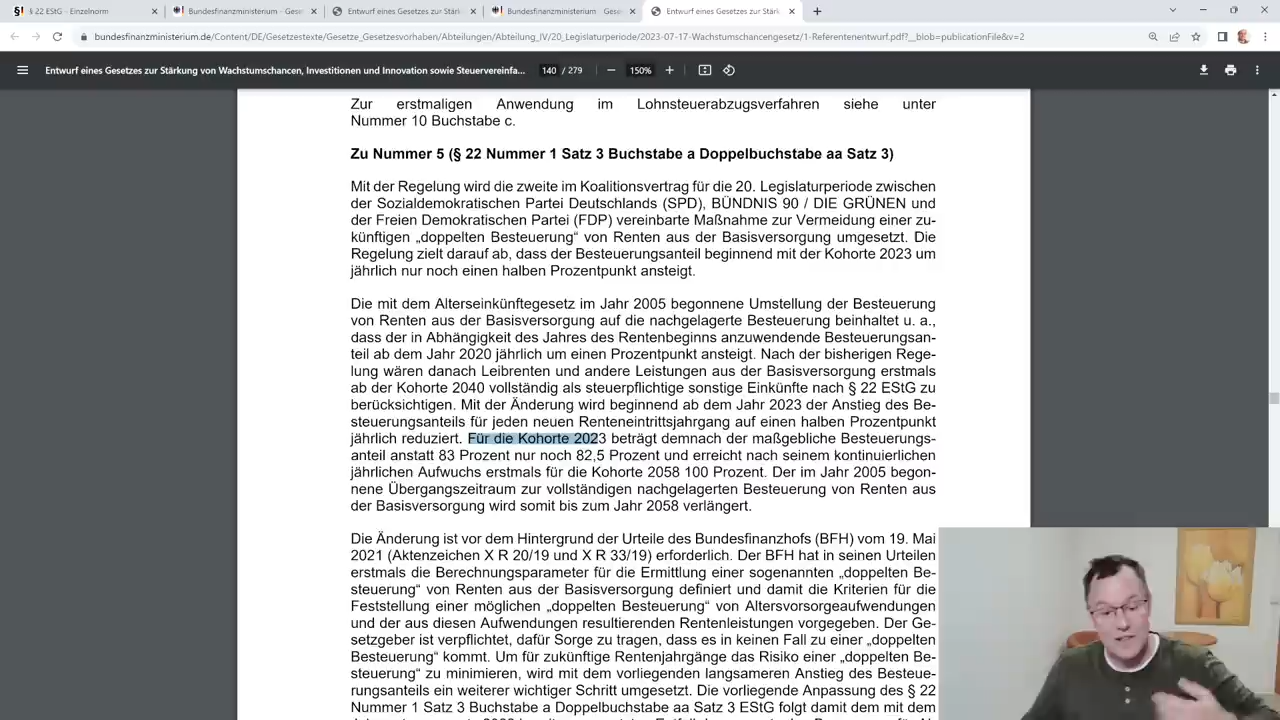 § 22 EStG - Einzelnorm
Bundesfinanzministerium - Geset
Entwurf eines Gesetzes zur Stärk
Bundesfinanzministerium - Gese
Entwurf eines Gesetzes zur Stärk
bundesfinanzministerium.de/Content/DE/Gesetzestexte/Gesetze_Gesetzesvorhaben/Abteilungen/Abteilung_IV/20_Legislaturperiode/2023-07-17-Wachstumschancengesetz/1-Referentenentwurf.pdf?__blob=publicationFile&v=2
Entwurf eines Gesetzes zur Stärkung von Wachstumschancen, Investitionen und Innovation sowie Steuervereinfa...
140 / 279
150%
Zur erstmaligen Anwendung im Lohnsteuerabzugsverfahren siehe unter
Nummer 10 Buchstabe c.
Zu Nummer 5 (§ 22 Nummer 1 Satz 3 Buchstabe a Doppelbuchstabe aa Satz 3)
Mit der Regelung wird die zweite im Koalitionsvertrag für die 20. Legislaturperiode zwischen
der Sozialdemokratischen Partei Deutschlands (SPD), BÜNDNIS 90 / DIE GRÜNEN und
der Freien Demokratischen Partei (FDP) vereinbarte Maßnahme zur Vermeidung einer zu-
künftigen „doppelten Besteuerung“ von Renten aus der Basisversorgung umgesetzt. Die
Regelung zielt darauf ab, dass der Besteuerungsanteil beginnend mit der Kohorte 2023 um
jährlich nur noch einen halben Prozentpunkt ansteigt.
Die mit dem Alterseinkünftegesetz im Jahr 2005 begonnene Umstellung der Besteuerung
von Renten aus der Basisversorgung auf die nachgelagerte Besteuerung beinhaltet u. a.,
dass der in Abhängigkeit des Jahres des Rentenbeginns anzuwendende Besteuerungsan-
teil ab dem Jahr 2020 jährlich um einen Prozentpunkt ansteigt. Nach der bisherigen Rege-
lung wären danach Leibrenten und andere Leistungen aus der Basisversorgung erstmals
ab der Kohorte 2040 vollständig als steuerpflichtige sonstige Einkünfte nach § 22 EStG zu
berücksichtigen. Mit der Änderung wird beginnend ab dem Jahr 2023 der Anstieg des Be-
steuerungsanteils für jeden neuen Renteneintrittsjahrgang auf einen halben Prozentpunkt
jährlich reduziert. Für die Kohorte 2023 beträgt demnach der maßgebliche Besteuerungs-
anteil anstatt 83 Prozent nur noch 82,5 Prozent und erreicht nach seinem kontinuierlichen
jährlichen Aufwuchs erstmals für die Kohorte 2058 100 Prozent. Der im Jahr 2005 begon-
nene Übergangszeitraum zur vollständigen nachgelagerten Besteuerung von Renten aus
der Basisversorgung wird somit bis zum Jahr 2058 verlängert.
Die Änderung ist vor dem Hintergrund der Urteile des Bundesfinanzhofs (BFH) vom 19. Mai
2021 (Aktenzeichen X R 20/19 und X R 33/19) erforderlich. Der BFH hat in seinen Urteilen
erstmals die Berechnungsparameter für die Ermittlung einer sogenannten „doppelten Be-
steuerung“ von Renten aus der Basisversorgung definiert und damit die Kriterien für die
Feststellung einer möglichen „doppelten Besteuerung“ von Altersvorsorgeaufwendungen
und der aus diesen Aufwendungen resultierenden Rentenleistungen vorgegeben. Der Ge-
setzgeber ist verpflichtet, dafür Sorge zu tragen, dass es in keinen Fall zu einer „doppelten
Besteuerung“ kommt. Um für zukünftige Rentenjahrgänge das Risiko einer „doppelten Be-
steuerung“ zu minimieren, wird mit dem vorliegenden langsameren Anstieg des Besteue-
rungsanteils ein weiterer wichtiger Schritt umgesetzt. Die vorliegende Anpassung des § 22
Nummer 1 Satz 3 Buchstabe a Doppelbuchstabe aa Satz 3 EStG folgt damit dem mit dem